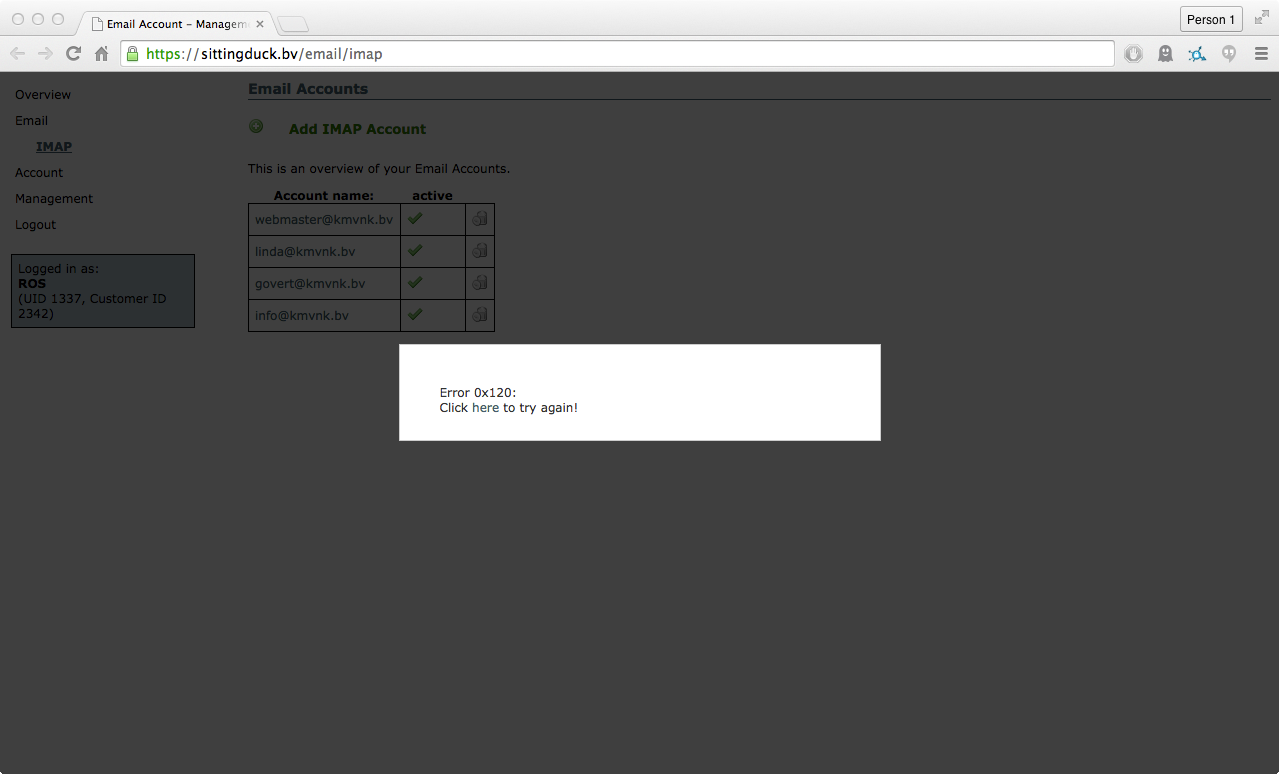 Email Account – Managem
Person 1
https://sittingduck.bv/email/imap
Overview
Email
IMAP
Account
Management
Logout
Logged in as:
ROS
(UID 1337, Customer ID
2342)
Email Accounts
Add IMAP Account
This is an overview of your Email Accounts.
Account name: active
webmaster@kmvnk.bv
linda@kmvnk.bv
govert@kmvnk.bv
info@kmvnk.bv
Error 0x120:
Click here to try again!